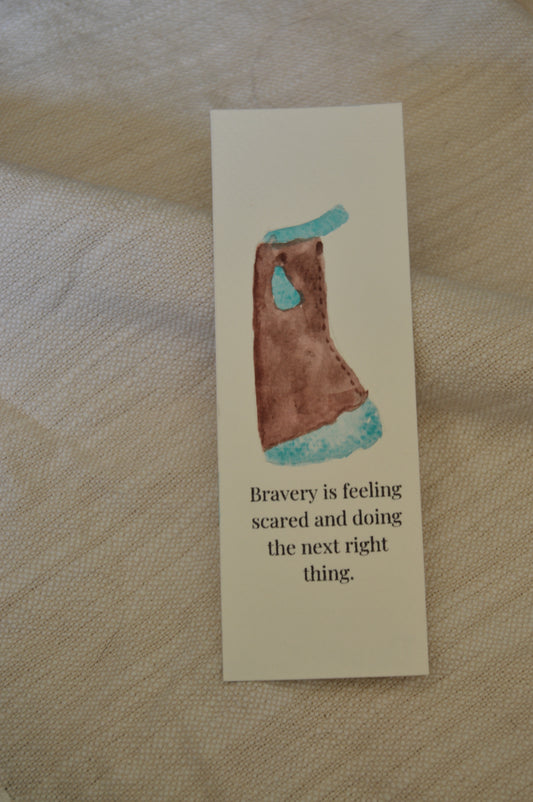 Bravery is feeling
scared and doing
the next right
thing.